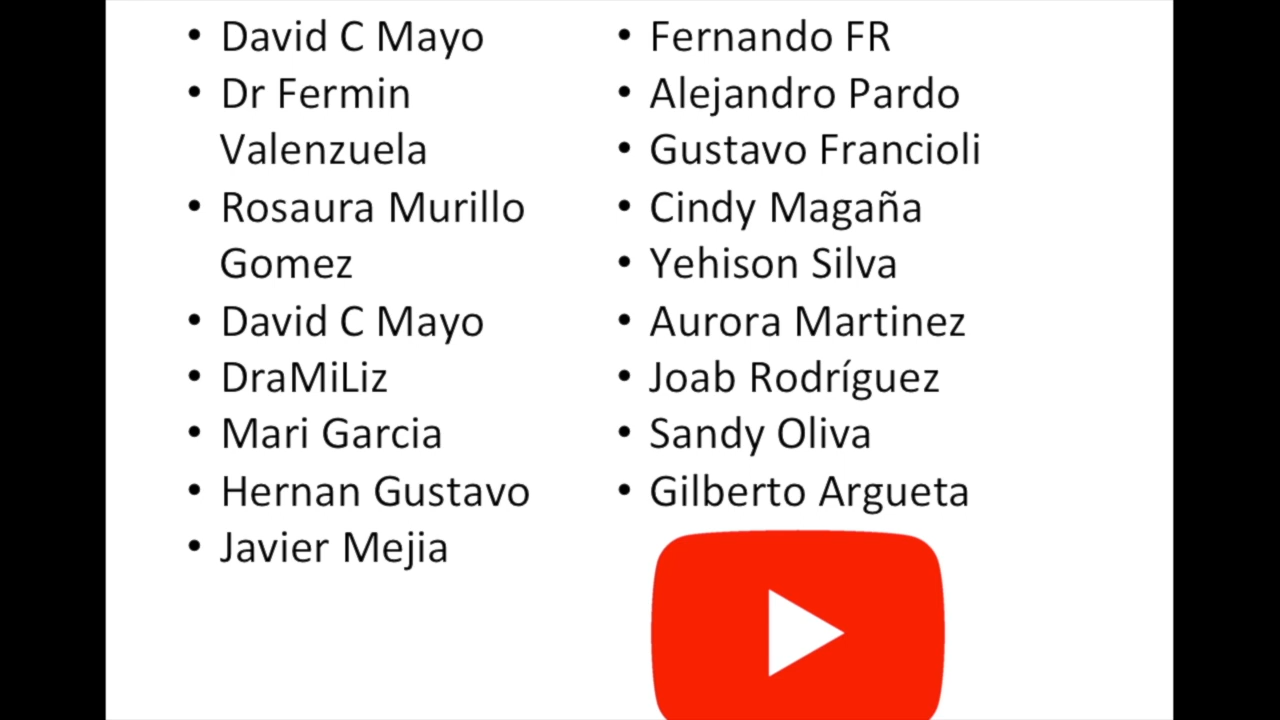 • David C Mayo
• Dr Fermin
Valenzuela
• Rosaura Murillo
Gomez
• David C Mayo
• DraMiLiz
• Mari Garcia
• Hernan Gustavo
• Javier Mejia
• Fernando FR
• Alejandro Pardo
• Gustavo Francioli
• Cindy Magaña
• Yehison Silva
• Aurora Martinez
• Joab Rodríguez
• Sandy Oliva
• Gilberto Argueta